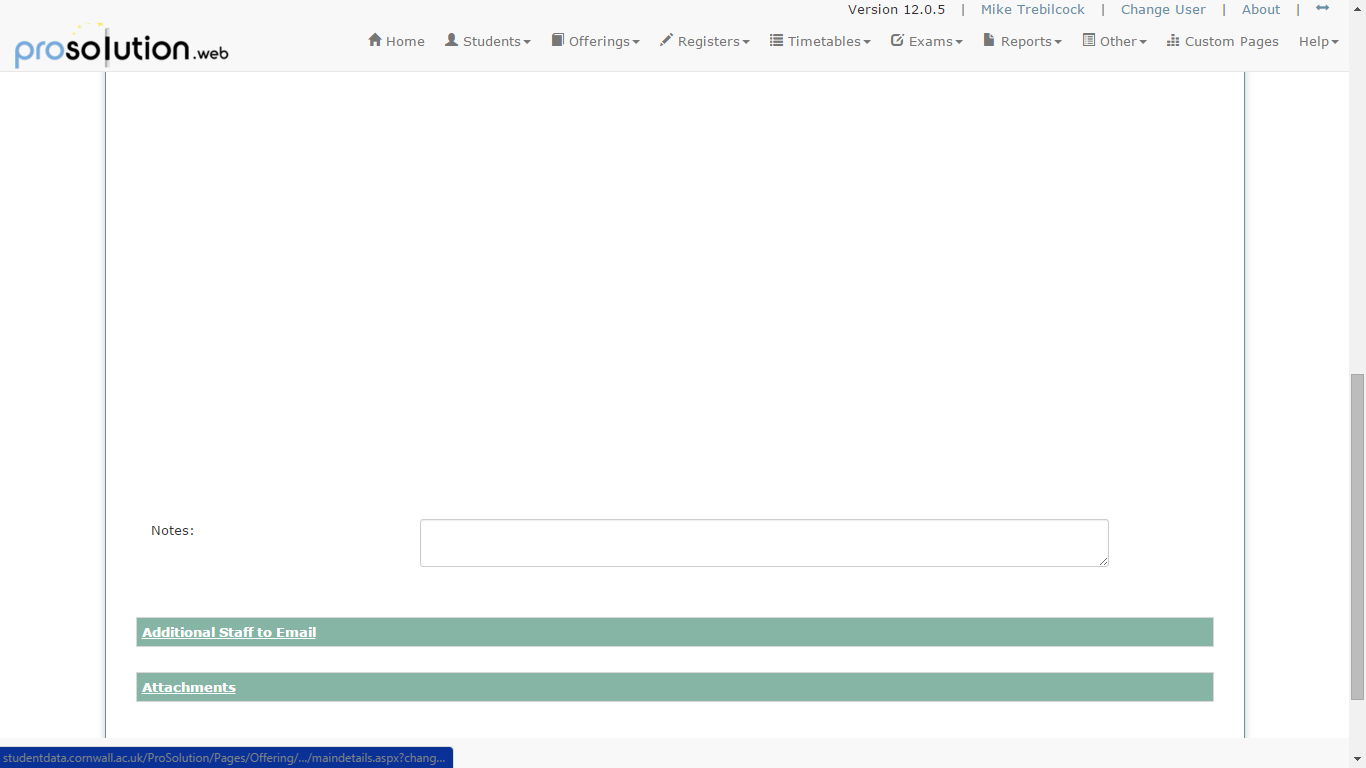 Version 12.0.5 | Mike Trebilcock | Change User | About |
prosolution.web
Home Students Offerings Registers Timetables Exams Reports Other Custom Pages Help
Notes:
Additional Staff to Email
Attachments
studentdata.cornwall.ac.uk/ProSolution/Pages/Offering/.../maindetails.aspx?chang...